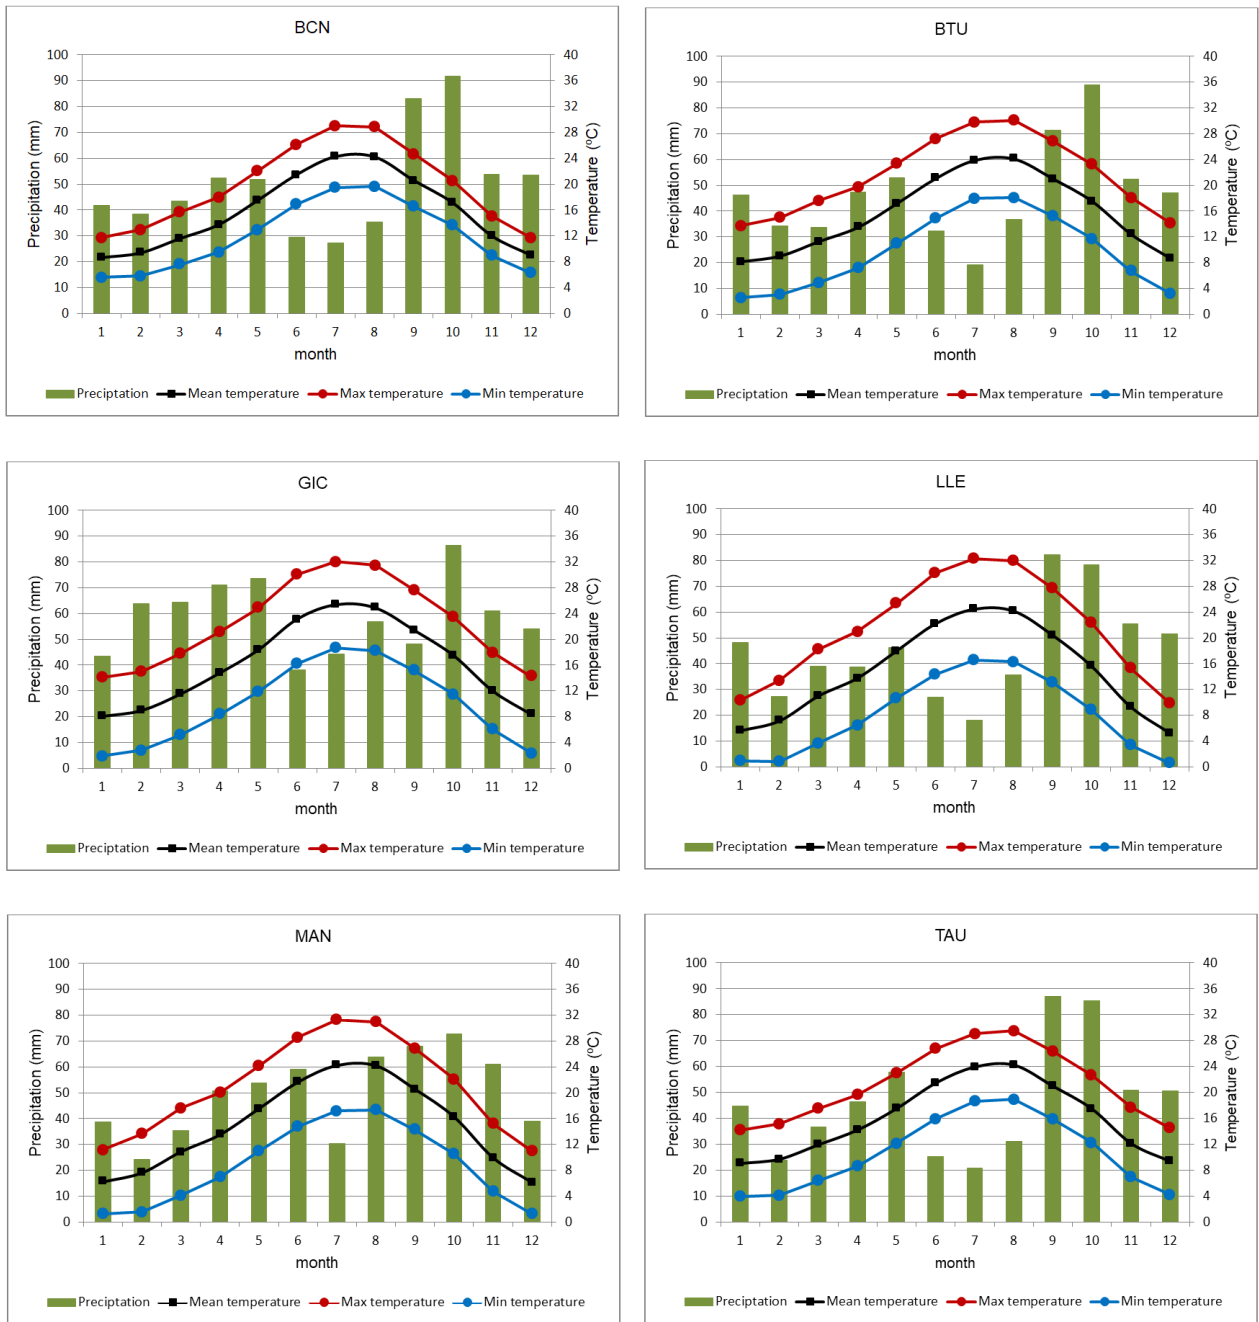 BCN
100 90 80 70 60 50 40 30 20 10 0
Precipitation (mm)
40 36 32 28 24 20 16 12 8 4 0
Temperature (ºC)
1 2 3 4 5 6 7 8 9 10 11 12
month
Preciptation Mean temperature Max temperature Min temperature
BTU
100 90 80 70 60 50 40 30 20 10 0
Precipitation (mm)
40 36 32 28 24 20 16 12 8 4 0
Temperature (ºC)
1 2 3 4 5 6 7 8 9 10 11 12
month
Preciptation Mean temperature Max temperature Min temperature
GIC
100 90 80 70 60 50 40 30 20 10 0
Precipitation (mm)
40 36 32 28 24 20 16 12 8 4 0
Temperature (ºC)
1 2 3 4 5 6 7 8 9 10 11 12
month
Preciptation Mean temperature Max temperature Min temperature
LLE
100 90 80 70 60 50 40 30 20 10 0
Precipitation (mm)
40 36 32 28 24 20 16 12 8 4 0
Temperature (ºC)
1 2 3 4 5 6 7 8 9 10 11 12
month
Preciptation Mean temperature Max temperature Min temperature
MAN
100 90 80 70 60 50 40 30 20 10 0
Precipitation (mm)
40 36 32 28 24 20 16 12 8 4 0
Temperature (ºC)
1 2 3 4 5 6 7 8 9 10 11 12
month
Preciptation Mean temperature Max temperature Min temperature
TAU
100 90 80 70 60 50 40 30 20 10 0
Precipitation (mm)
40 36 32 28 24 20 16 12 8 4 0
Temperature (ºC)
1 2 3 4 5 6 7 8 9 10 11 12
month
Preciptation Mean temperature Max temperature Min temperature